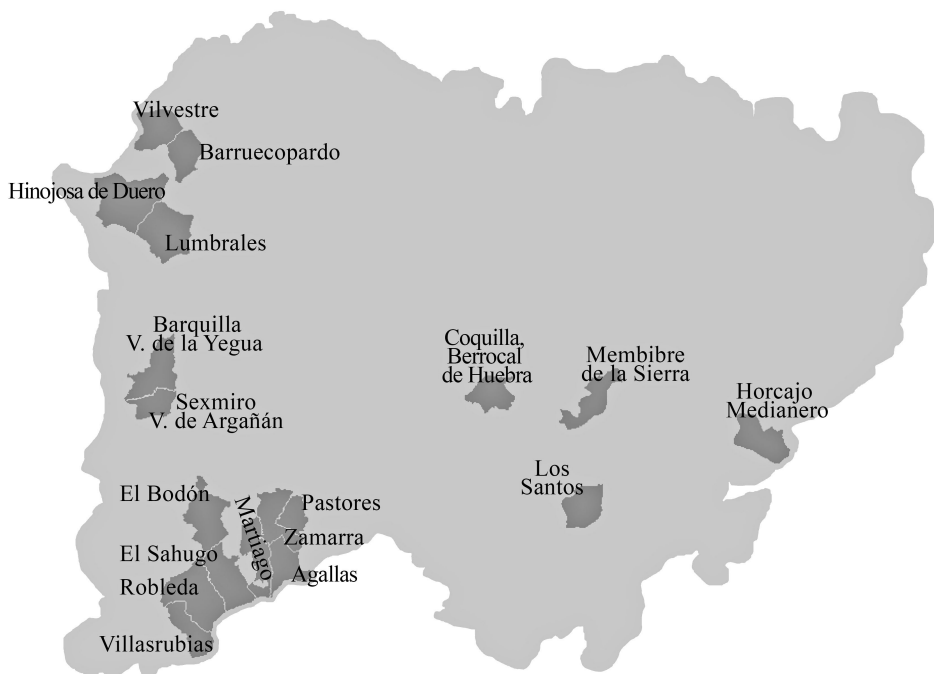 Vilvestre
Barruecopardo
Hinojosa de Duero
Lumbrales
Barquilla
V. de la Yegua
Sexmiro
V. de Argañán
Coquilla,
Berrocal
de Huebra
Membibre
de la Sierra
Horcajo
Medianero
Los
Santos
El Bodón
Martiago
Pastores
Zamarra
El Sahugo
Agallas
Robleda
Villasrubias